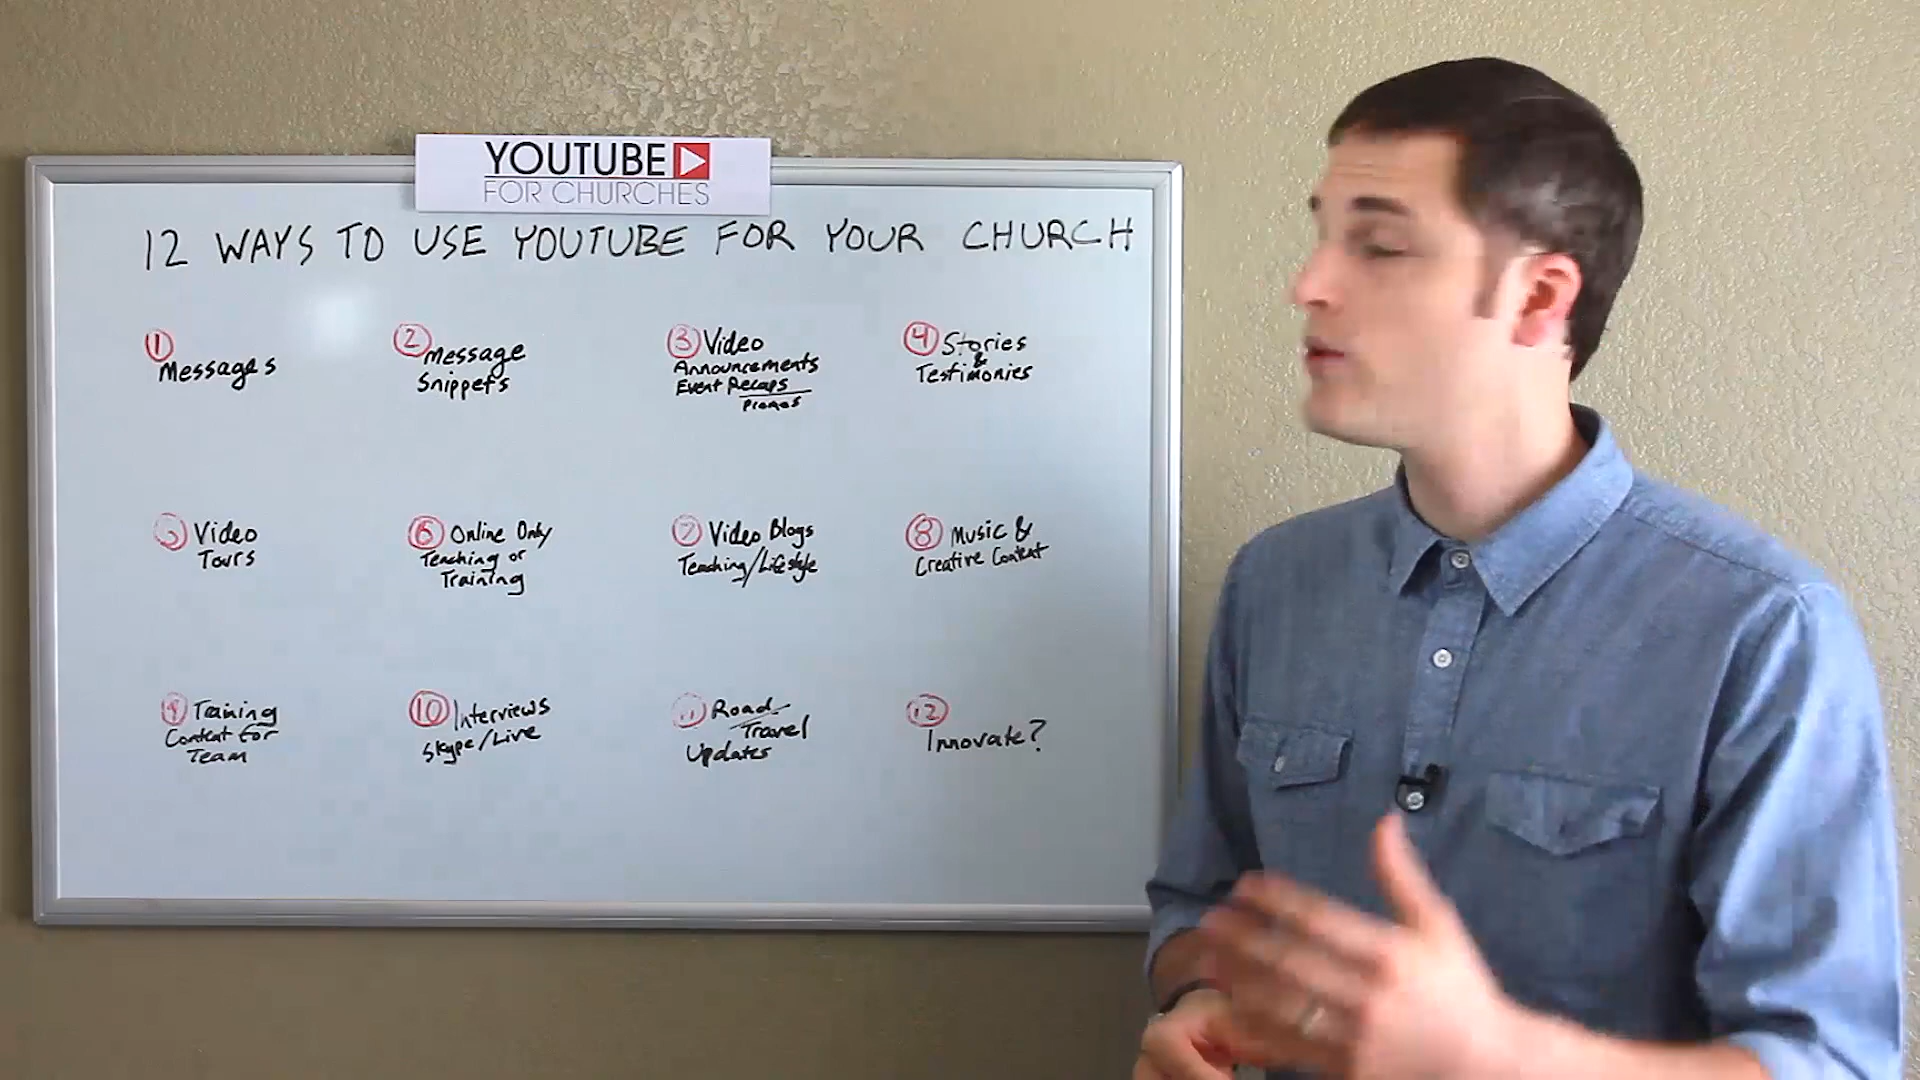 YOUTUBE
FOR CHURCHES
12 WAYS TO USE YOUTUBE FOR YOUR CHURCH
1
Messages
2
Message
Snippets
3 Video
Announcements
Event Recaps
Promos
4 Stories
&
Testimonies
5 Video
Tours
6 Online Only
Teaching or
Training
7 Video Blogs
Teaching/Lifestyle
8 Music &
Creative Content
9 Training
Content for
Team
10 Interviews
Skype/Live
11 Road
Travel
Updates
12
Innovate?